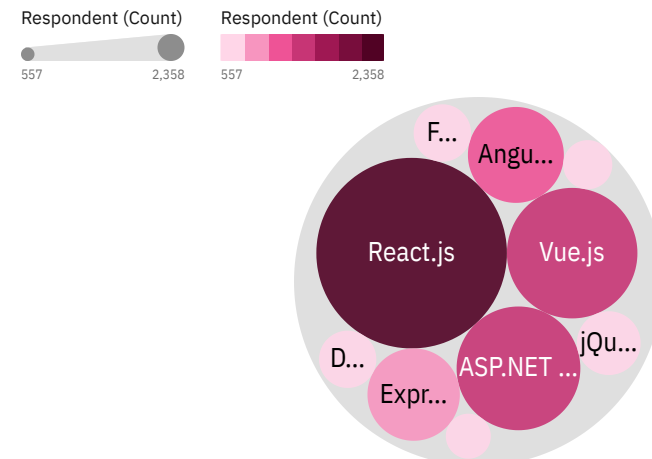 Respondent (Count)
557
2,358
Respondent (Count)
557
2,358
F...
Angu...
React.js
Vue.js
jQu...
D...
ASP.NET ...
Expr...